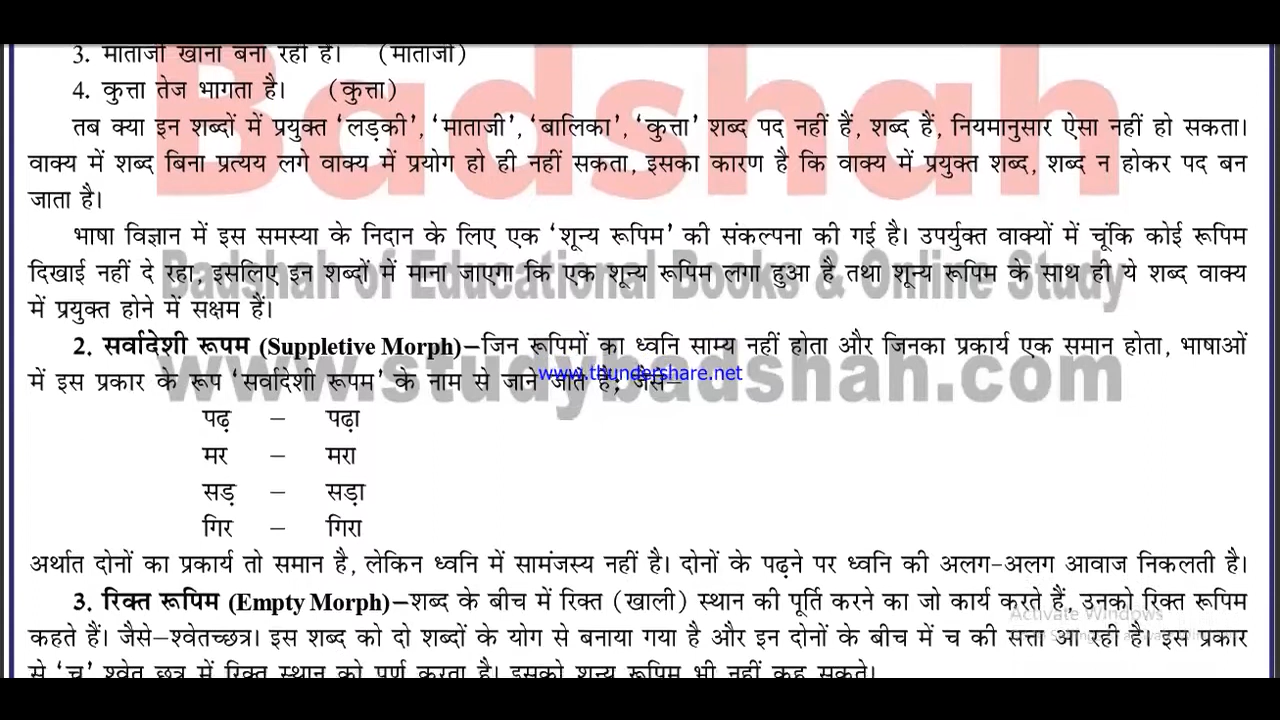 3. माताजी खाना बना रही है। (माताजी)
4. कुत्ता तेज भागता है। (कुत्ता)
तब क्या इन शब्दों में प्रयुक्त ‘लड़की’, ‘माताजी’, ‘बालिका’, ‘कुत्ता’ शब्द पद नहीं हैं, शब्द हैं, नियमानुसार ऐसा नहीं हो सकता।
वाक्य में शब्द बिना प्रत्यय लगे वाक्य में प्रयोग हो ही नहीं सकता, इसका कारण है कि वाक्य में प्रयुक्त शब्द, शब्द न होकर पद बन
जाता है।
भाषा विज्ञान में इस समस्या के निदान के लिए एक ‘शून्य रूपिम’ की संकल्पना की गई है। उपर्युक्त वाक्यों में चूंकि कोई रूपिम
दिखाई नहीं दे रहा, इसलिए इन शब्दों में माना जाएगा कि एक शून्य रूपिम लगा हुआ है तथा शून्य रूपिम के साथ ही ये शब्द वाक्य
में प्रयुक्त होने में सक्षम हैं।
2. सर्वादेशी रूपम (Suppletive Morph)–जिन रूपिमों का ध्वनि साम्य नहीं होता और जिनका प्रकार्य एक समान होता, भाषाओं
में इस प्रकार के रूप ‘सर्वादेशी रूपम’ के नाम से जाने जाते हैं; जैसे–
पढ़ – पढ़ा
मर – मरा
सड़ – सड़ा
गिर – गिरा
अर्थात दोनों का प्रकार्य तो समान है, लेकिन ध्वनि में सामंजस्य नहीं है। दोनों के पढ़ने पर ध्वनि की अलग-अलग आवाज निकलती है।
3. रिक्त रूपिम (Empty Morph)–शब्द के बीच में रिक्त (खाली) स्थान की पूर्ति करने का जो कार्य करते हैं, उनको रिक्त रूपिम
कहते हैं। जैसे–श्वेतच्छत्र। इस शब्द को दो शब्दों के योग से बनाया गया है और इन दोनों के बीच में च की सत्ता आ रही है। इस प्रकार
से ‘च’ श्वेत छत्र में रिक्त स्थान को पूर्ण करता है। इसको शून्य रूपिम भी नहीं कह सकते।
Badshah
Badshah of Educational Books & Online Study
www.studybadshah.com
www.thundershare.net
Activate Windows